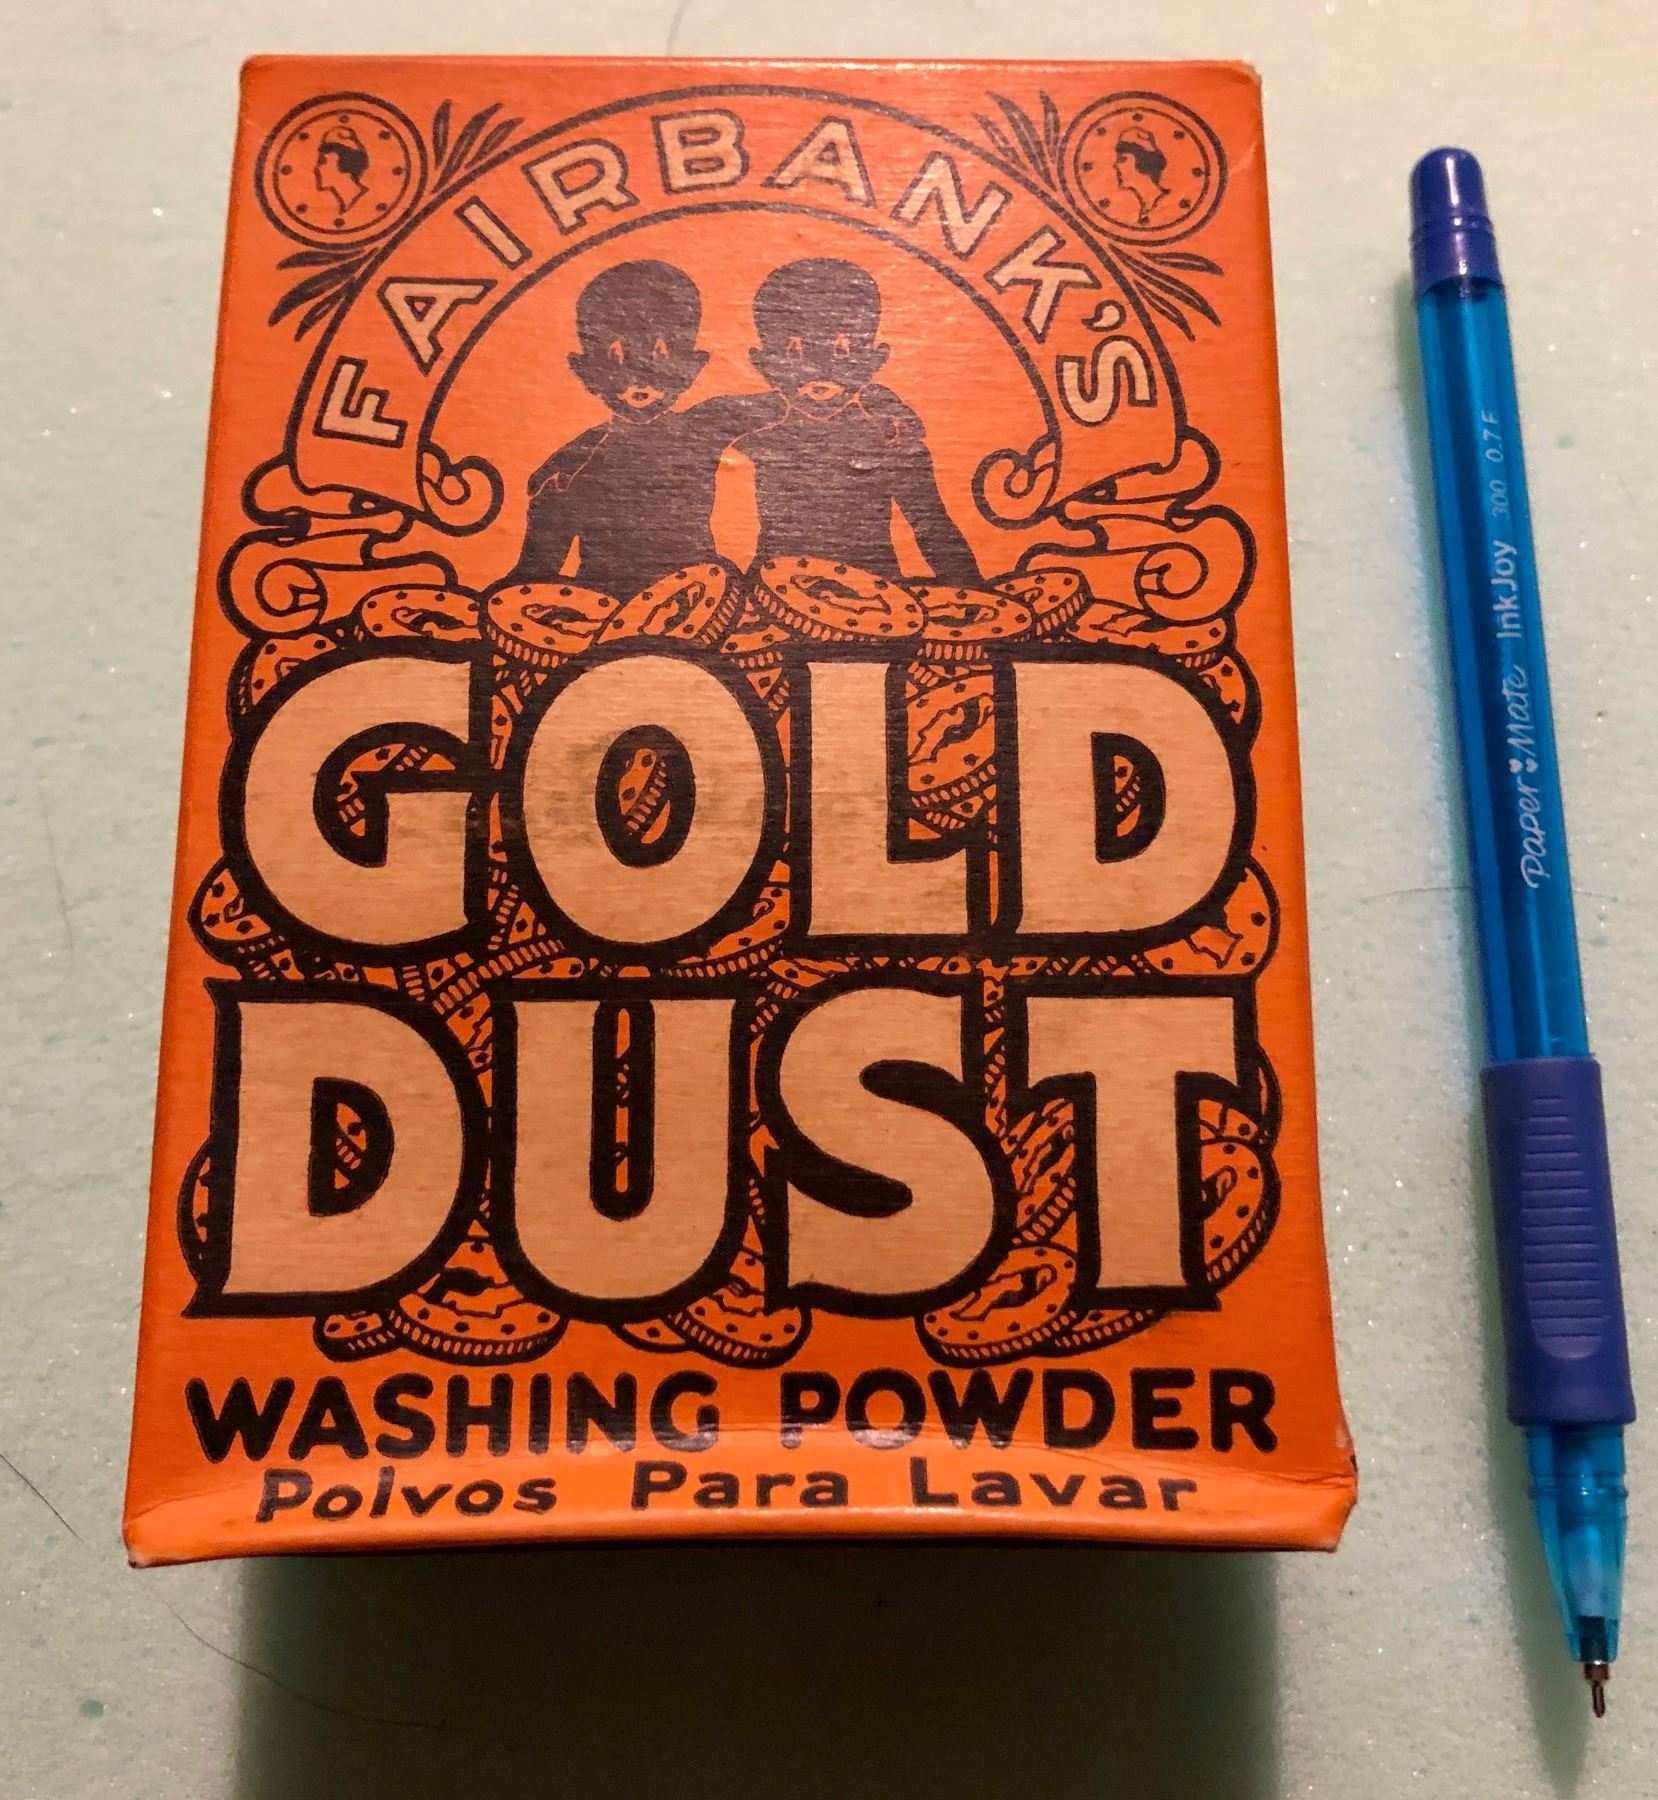 FAIRBANK'S
GOLD
DUST
WASHING POWDER
Polvos Para Lavar
Paper Mate InkJoy 300 0.7 F